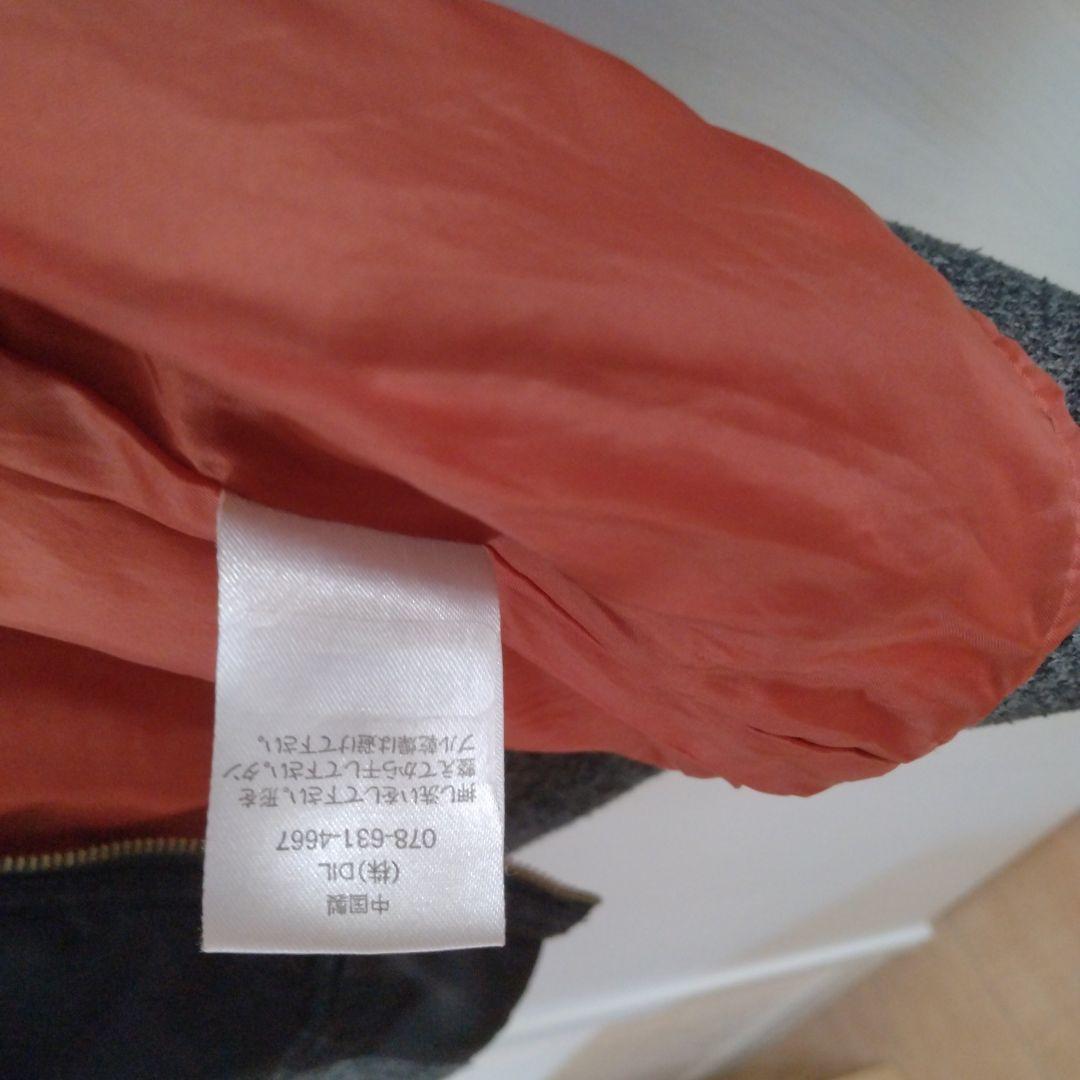 中国製
(株)DIL
078-631-4667
押し洗いをして下さい。形を
整えてから干して下さい。タン
ブル乾燥は避けて下さい。